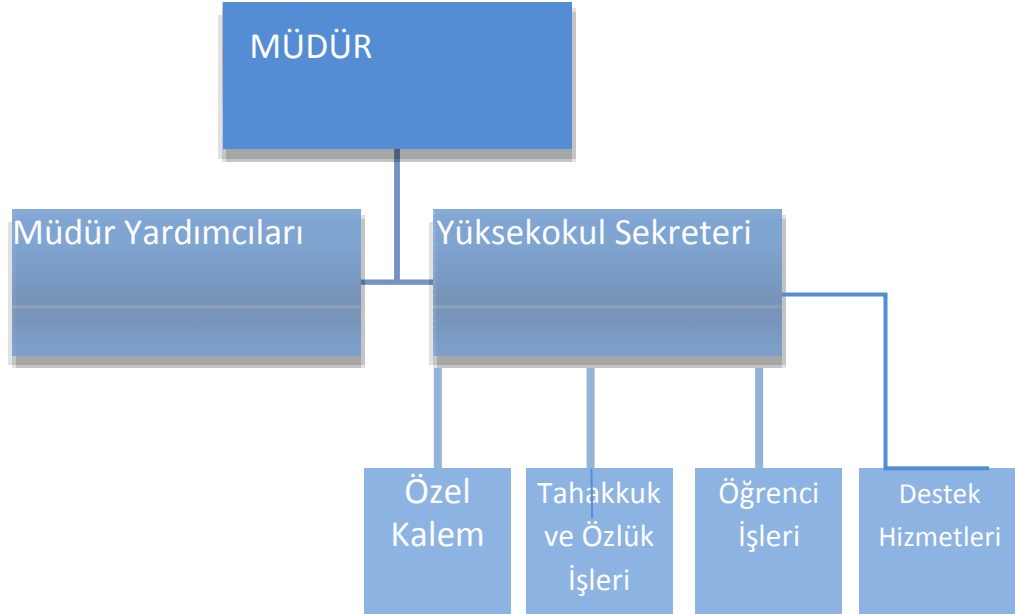 MÜDÜR
Müdür Yardımcıları
Yüksekokul Sekreteri
Özel
Kalem
Tahakkuk
ve Özlük
İşleri
Öğrenci
İşleri
Destek
Hizmetleri